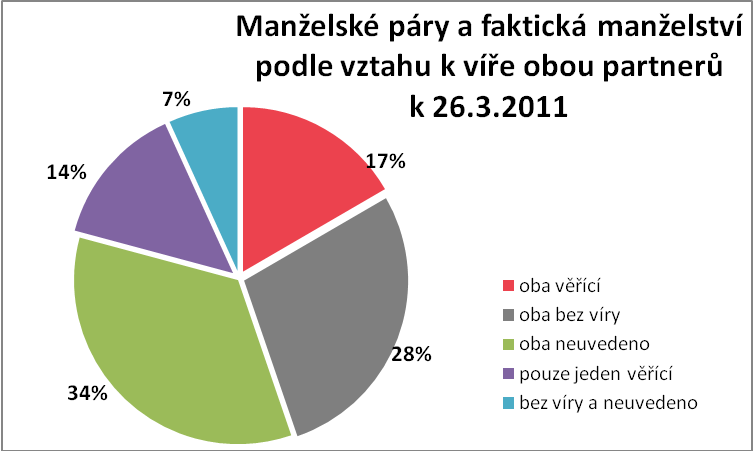 Manželské páry a faktická manželství
podle vztahu k víře obou partnerů
k 26.3.2011
7%
17%
14%
28%
34%
oba věřící
oba bez víry
oba neuvedeno
pouze jeden věřící
bez víry a neuvedeno